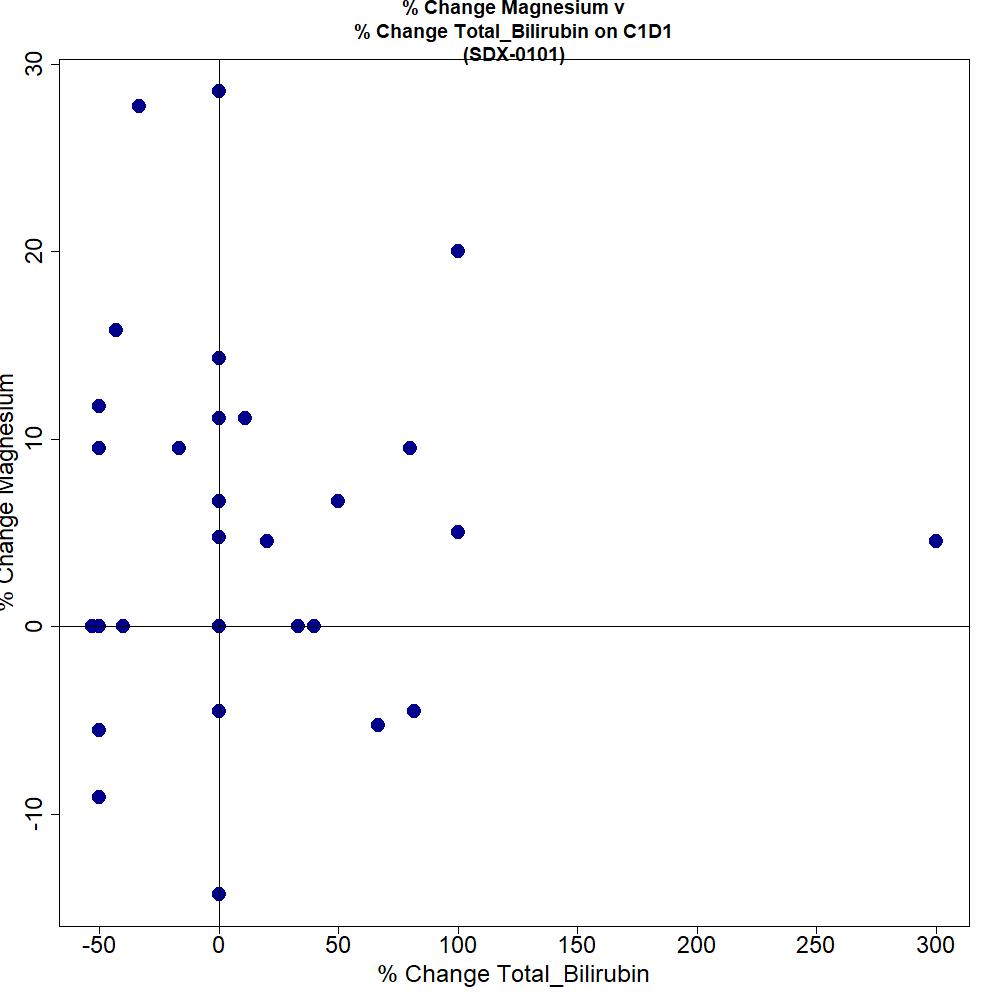 % Change Magnesium v
% Change Total_Bilirubin on C1D1
(SDX-0101)
30
20
10
0
-10
% Change Magnesium
-50 0 50 100 150 200 250 300
% Change Total_Bilirubin